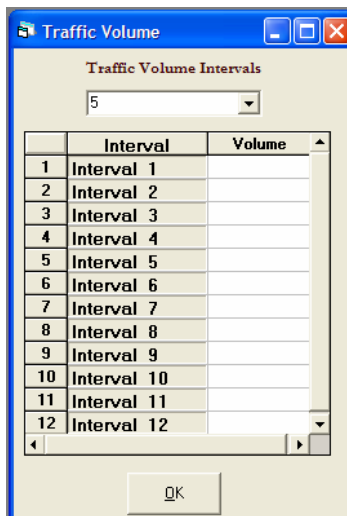 Traffic Volume
Traffic Volume Intervals
5
Interval Volume
1 Interval 1
2 Interval 2
3 Interval 3
4 Interval 4
5 Interval 5
6 Interval 6
7 Interval 7
8 Interval 8
9 Interval 9
10 Interval 10
11 Interval 11
12 Interval 12
OK